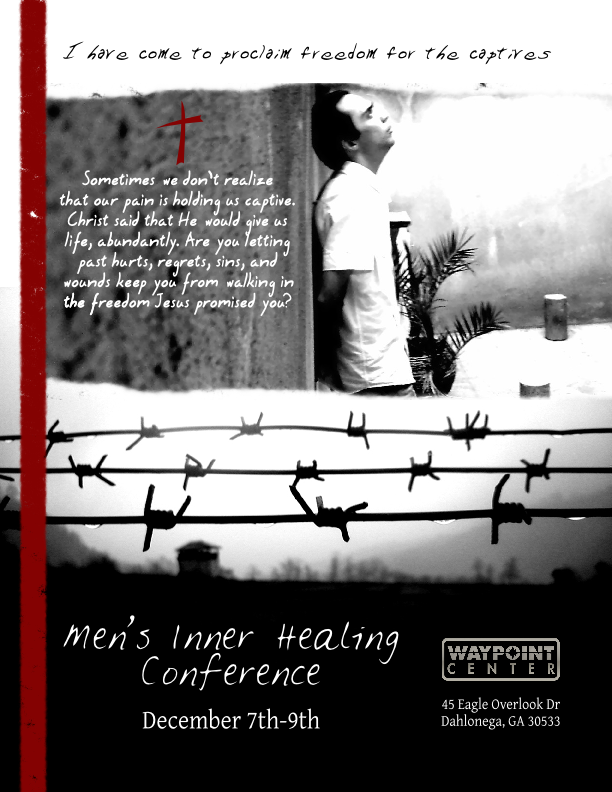 I have come to proclaim freedom for the captives
Sometimes we don't realize
that our pain is holding us captive.
Christ said that He would give us
life, abundantly. Are you letting
past hurts, regrets, sins, and
wounds keep you from walking in
the freedom Jesus promised you?
Men's Inner Healing
Conference
December 7th-9th
WAYPOINT
CENTER
45 Eagle Overlook Dr
Dahlonega, GA 30533